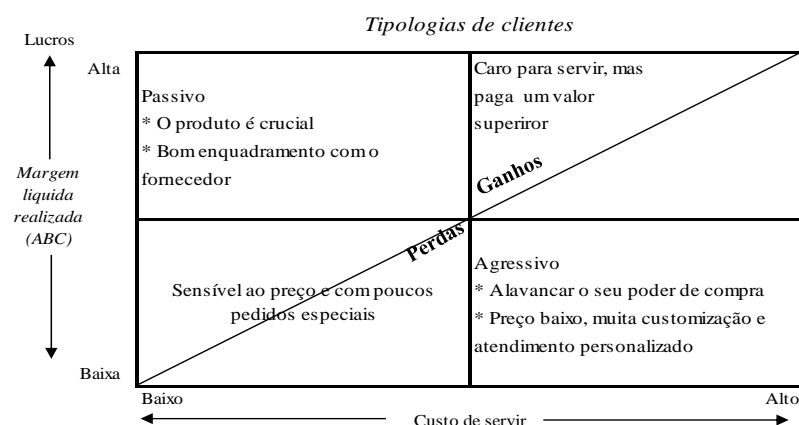 Tipologias de clientes
Lucros
Alta
Margem
liquida
realizada
(ABC)
Baixa
Passivo
* O produto é crucial
* Bom enquadramento com o
fornecedor
Caro para servir, mas
paga um valor
superiror
Ganhos
Perdas
Sensível ao preço e com poucos
pedidos especiais
Agressivo
* Alavancar o seu poder de compra
* Preço baixo, muita customização e
atendimento personalizado
Baixo
Alto
Custo de servir